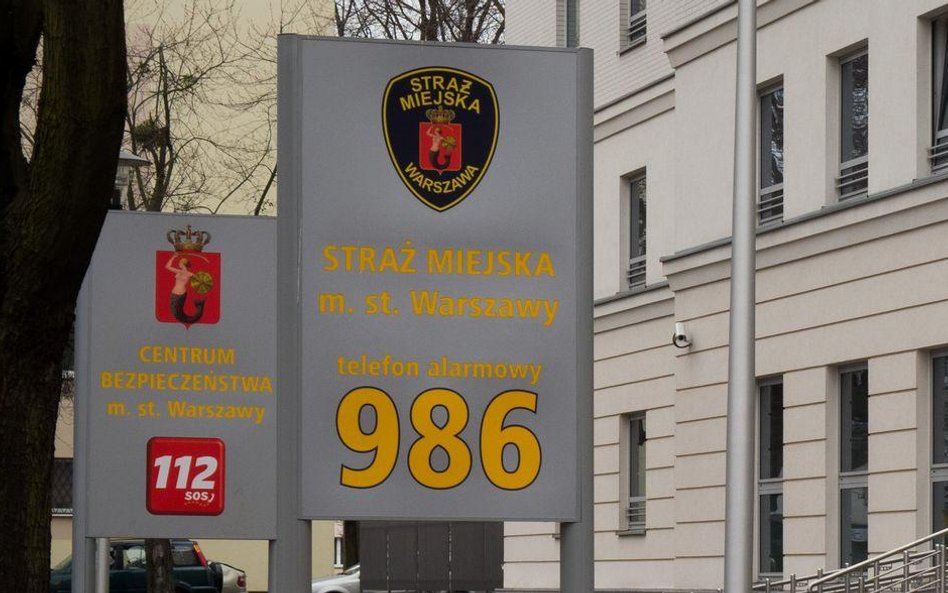 STRAŻ
MIEJSKA
WARSZAWA
STRAŻ MIEJSKA
m. st. Warszawy
telefon alarmowy
986
CENTRUM
BEZPIECZEŃSTWA
m. st. Warszawy
112
SOS